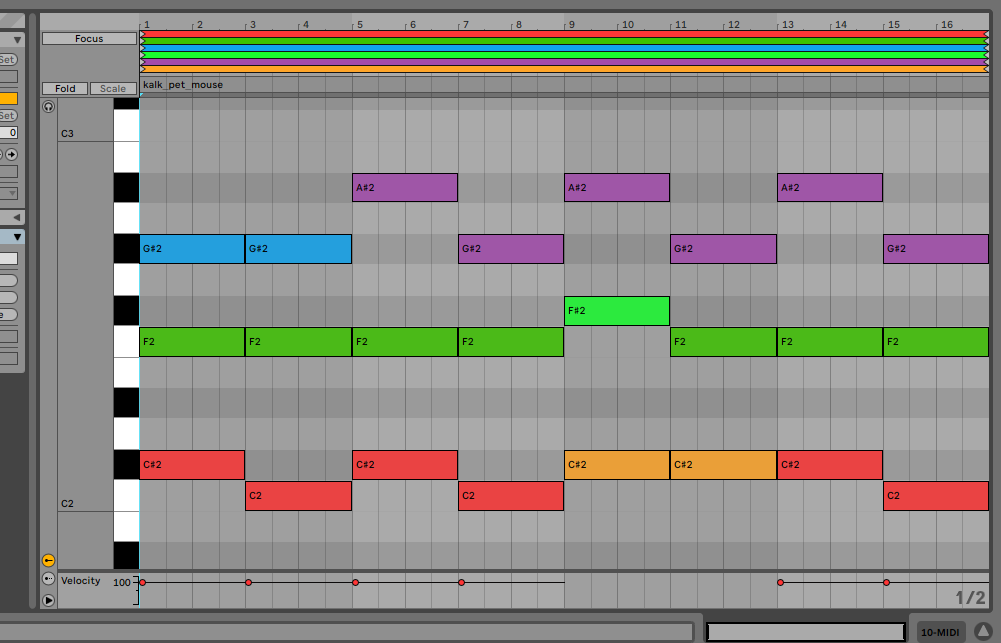 1 2 3 4 5 6 7 8 9 10 11 12 13 14 15 16
Focus
Set
Fold Scale kalk_pet_mouse
Set
0
C3
A#2 A#2 A#2
G#2 G#2 G#2 G#2 G#2
F#2
e
F2 F2 F2 F2 F2 F2 F2
C#2 C#2 C#2 C#2 C#2
C2 C2 C2 C2
Velocity 100
1/2
10-MIDI